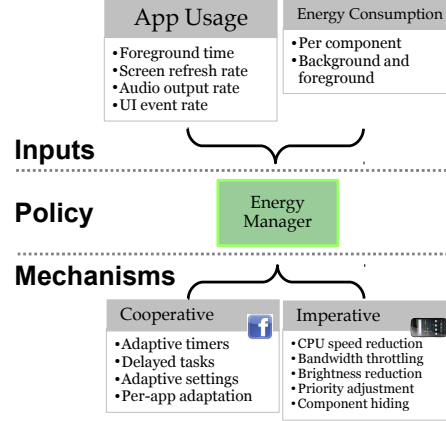 App Usage
• Foreground time
• Screen refresh rate
• Audio output rate
• UI event rate
Energy Consumption
• Per component
• Background and
foreground
Inputs
Policy
Energy
Manager
Mechanisms
Cooperative
f
• Adaptive timers
• Delayed tasks
• Adaptive settings
• Per-app adaptation
Imperative
• CPU speed reduction
• Bandwidth throttling
• Brightness reduction
• Priority adjustment
• Component hiding